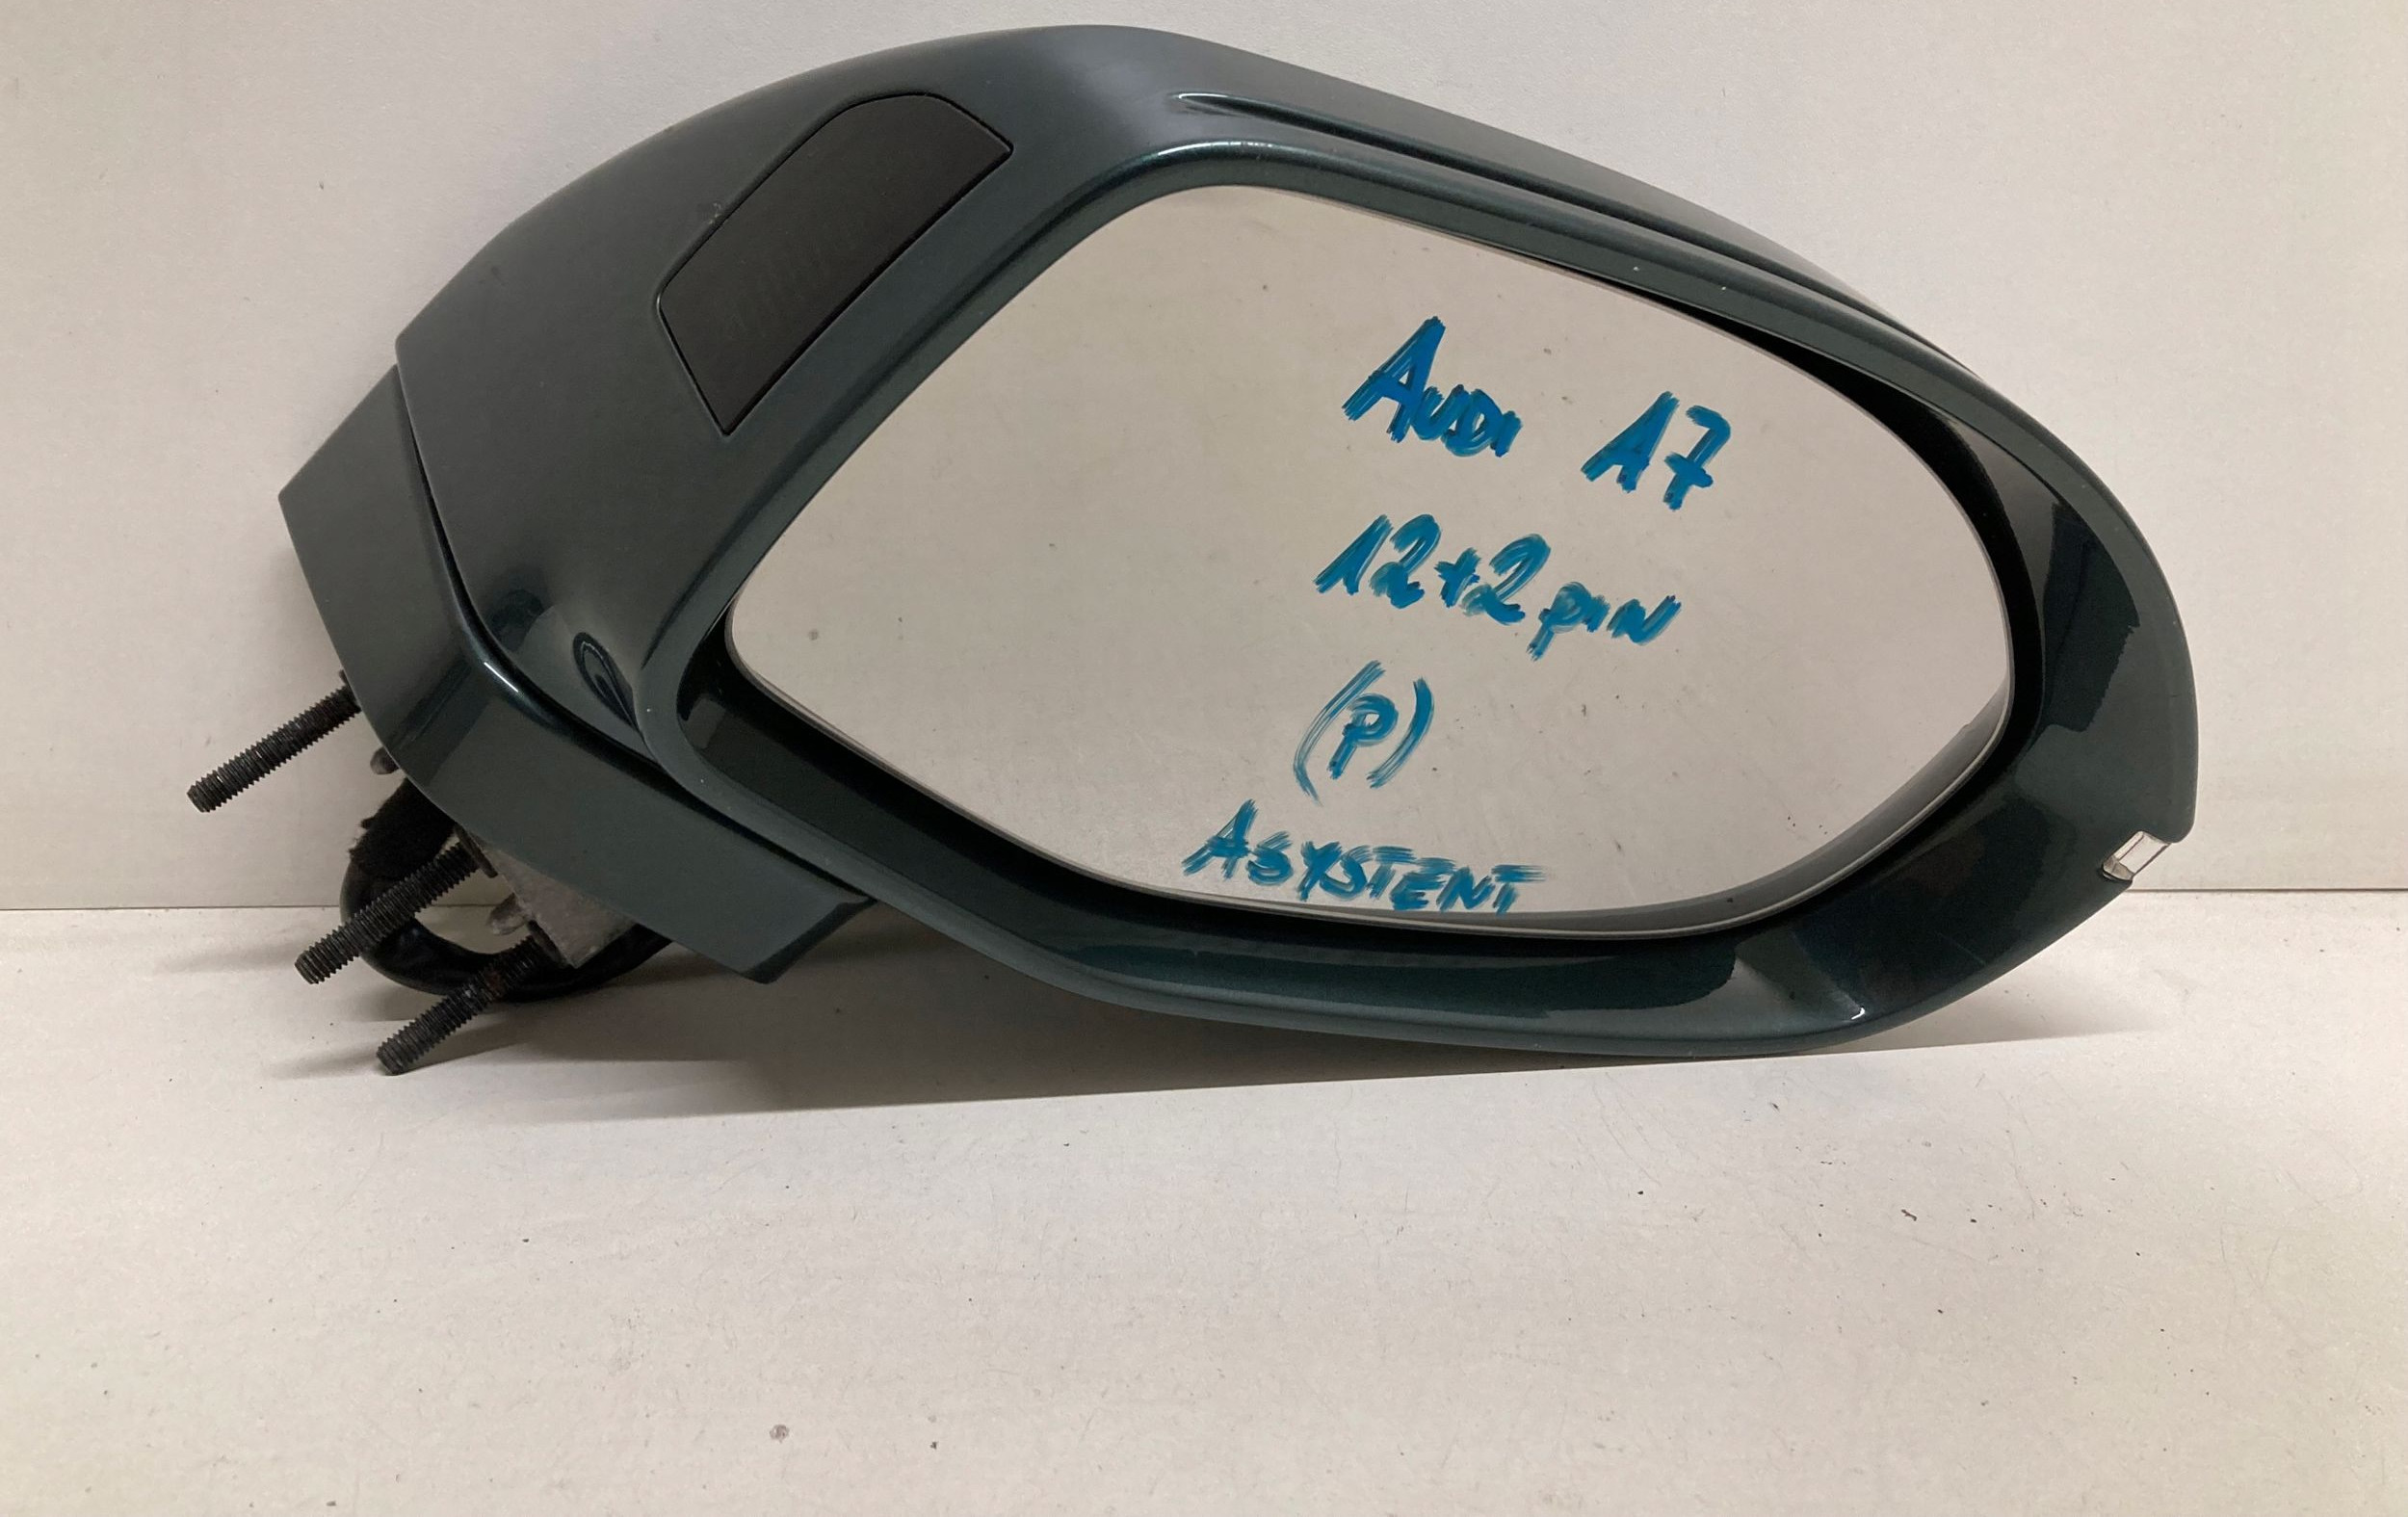 AUDI A7
12+2 pin
(P)
ASYSTENT